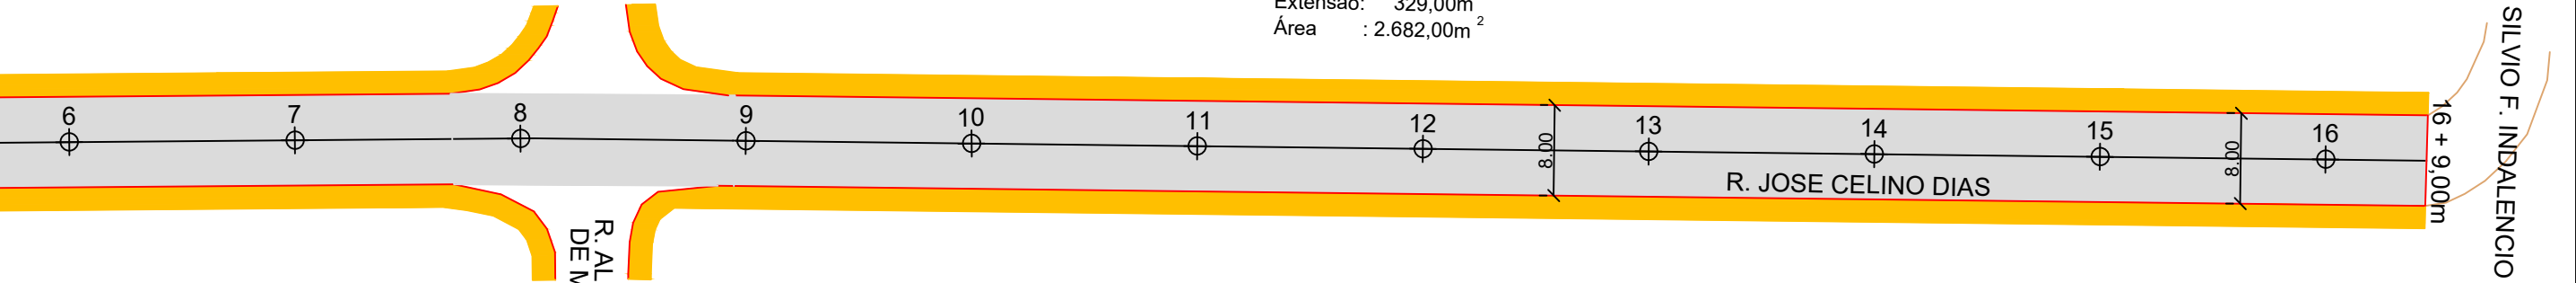 Extensão: 329,00m
Área : 2.682,00m 2
6
7
8
9
10
11
12
13
14
15
16
8.00
8.00
R. JOSE CELINO DIAS
16 + 9,00m
SILVIO F. INDALENCIO
R. AL
DE